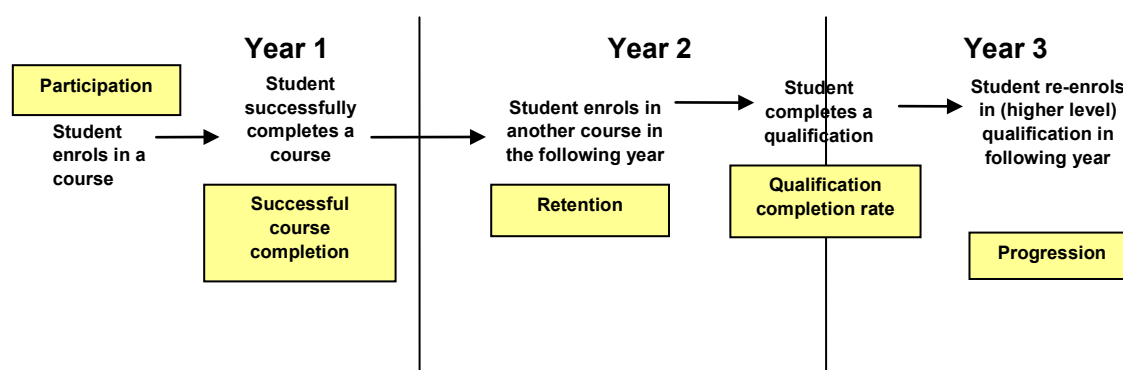 Year 1
Year 2
Year 3
Participation
Student
enrols in a
course
Student
successfully
completes a
course
Successful
course
completion
Student enrols in
another course in
the following year
Retention
Student
completes a
qualification
Qualification
completion rate
Student re-enrols
in (higher level)
qualification in
following year
Progression